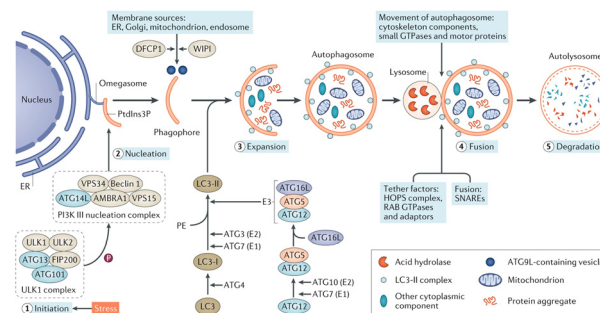 Membrane sources:
ER, Golgi, mitochondrion, endosome
DFCP1
WIPI
Movement of autophagosome:
cytoskeleton components,
small GTPases and motor proteins
Nucleus
Omegasome
PtdIns3P
Phagophore
Autophagosome
Lysosome
Autolysosome
ER
2 Nucleation
3 Expansion
4 Fusion
5 Degradation
VPS34
Beclin 1
ATG14L
AMBRA1
VPS15
PI3K III nucleation complex
ULK1
ULK2
ATG13
FIP200
ATG101
ULK1 complex
P
1 Initiation
Stress
LC3-II
PE
E3
ATG3 (E2)
ATG7 (E1)
LC3-I
ATG4
LC3
ATG16L
ATG5
ATG12
ATG16L
ATG5
ATG12
ATG10 (E2)
ATG7 (E1)
ATG12
Tether factors:
HOPS complex,
RAB GTPases
and adaptors
Fusion:
SNAREs
Acid hydrolase
LC3-II complex
Other cytoplasmic
component
ATG9L-containing vesicle
Mitochondrion
Protein aggregate